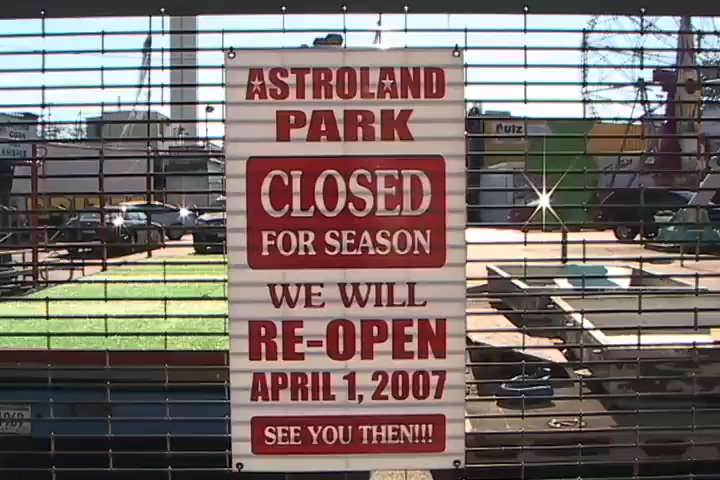 ASTROLAND
PARK
CLOSED
FOR SEASON
WE WILL
RE-OPEN
APRIL 1, 2007
SEE YOU THEN!!!